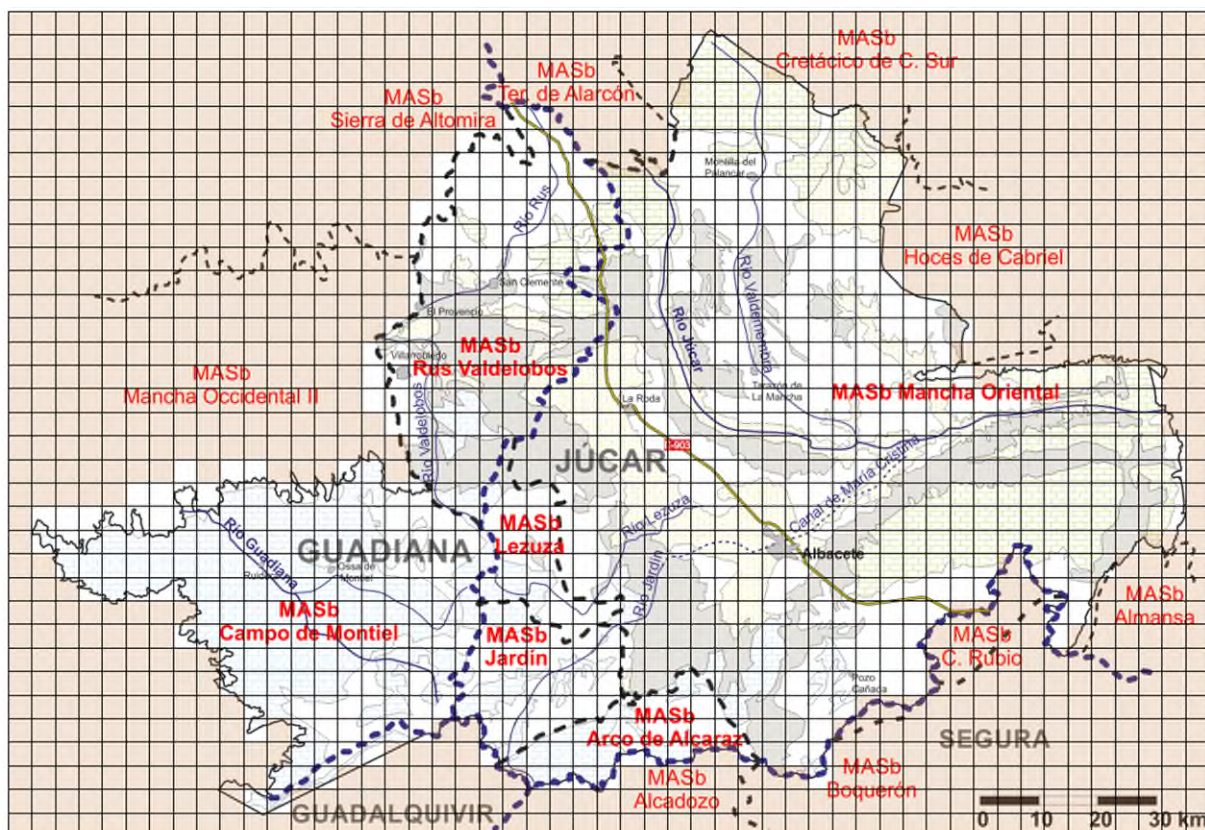 MASb
Cretácico de C. Sur
MASb
Ter. de Alarcón
MASb
Sierra de Altomira
Montilla del
Palancar
Río Rus
MASb
Hoces de Cabriel
San Clemente
Río Valdemembra
El Provencio
Río Júcar
MASb
Rus Valdelobos
Villarrobledo
MASb
Mancha Occidental II
Tarazona de
La Mancha
MASb Mancha Oriental
La Roda
Río Valdelobos
JÚCAR
Canal de María Cristina
MASb
Lezuza
Río Lezuza
Río Guadiana
GUADIANA
Albacete
Río Jardín
Ossa de
Montiel
MASb
Campo de Montiel
MASb
Jardín
MASb
Almansa
MASb
C. Rubio
Pozo
Cañada
MASb
Arco de Alcaraz
SEGURA
MASb
Boquerón
MASb
Alcadozo
GUADALQUIVIR
0 10 20 30 km